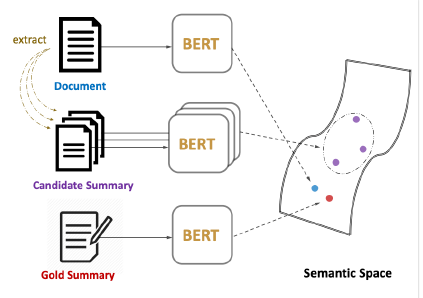 extract
BERT
Document
BERT
Candidate Summary
BERT
Gold Summary
Semantic Space